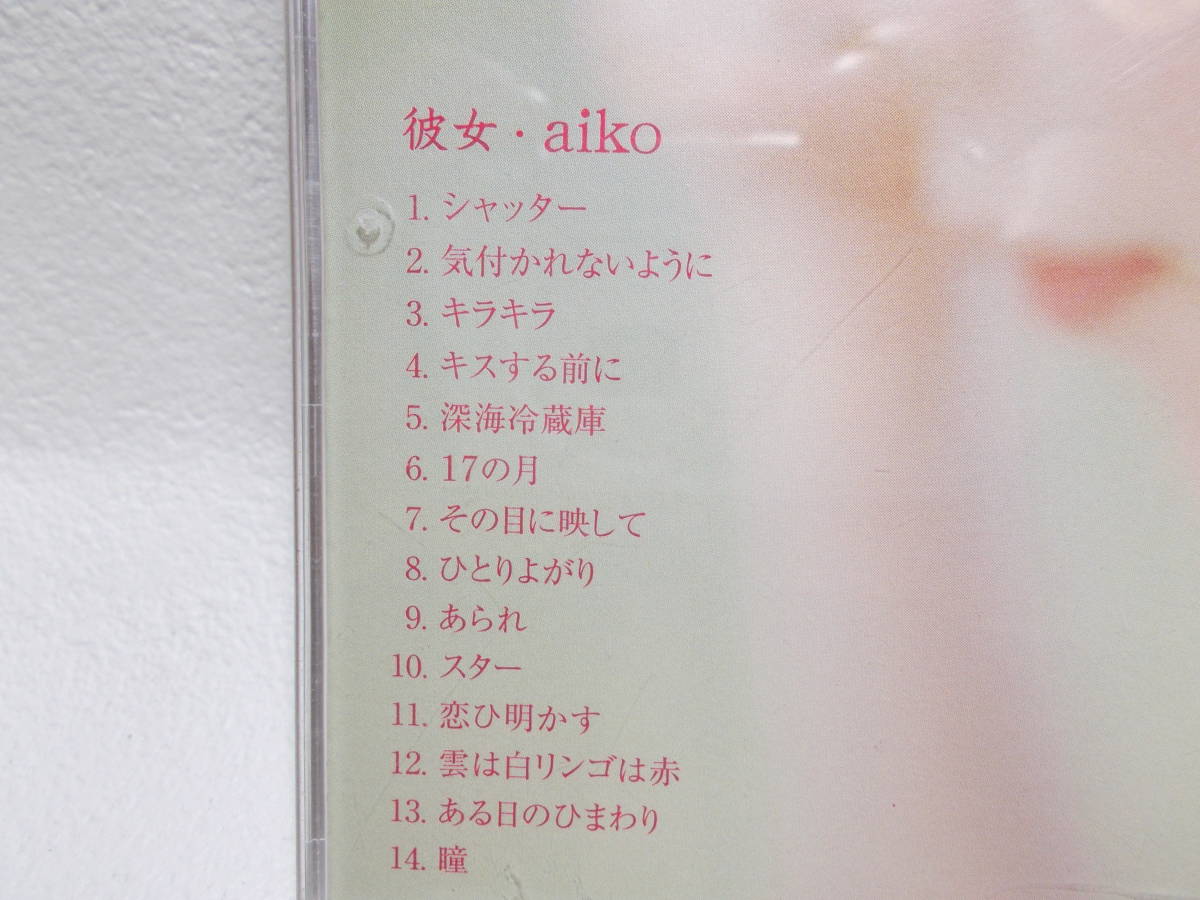 彼女・aiko
1. シャッター
2. 気付かれないように
3. キラキラ
4. キスする前に
5. 深海冷蔵庫
6. 17の月
7. その目に映して
8. ひとりよがり
9. あられ
10. スター
11. 恋ひ明かす
12. 雲は白リンゴは赤
13. ある日のひまわり
14. 瞳